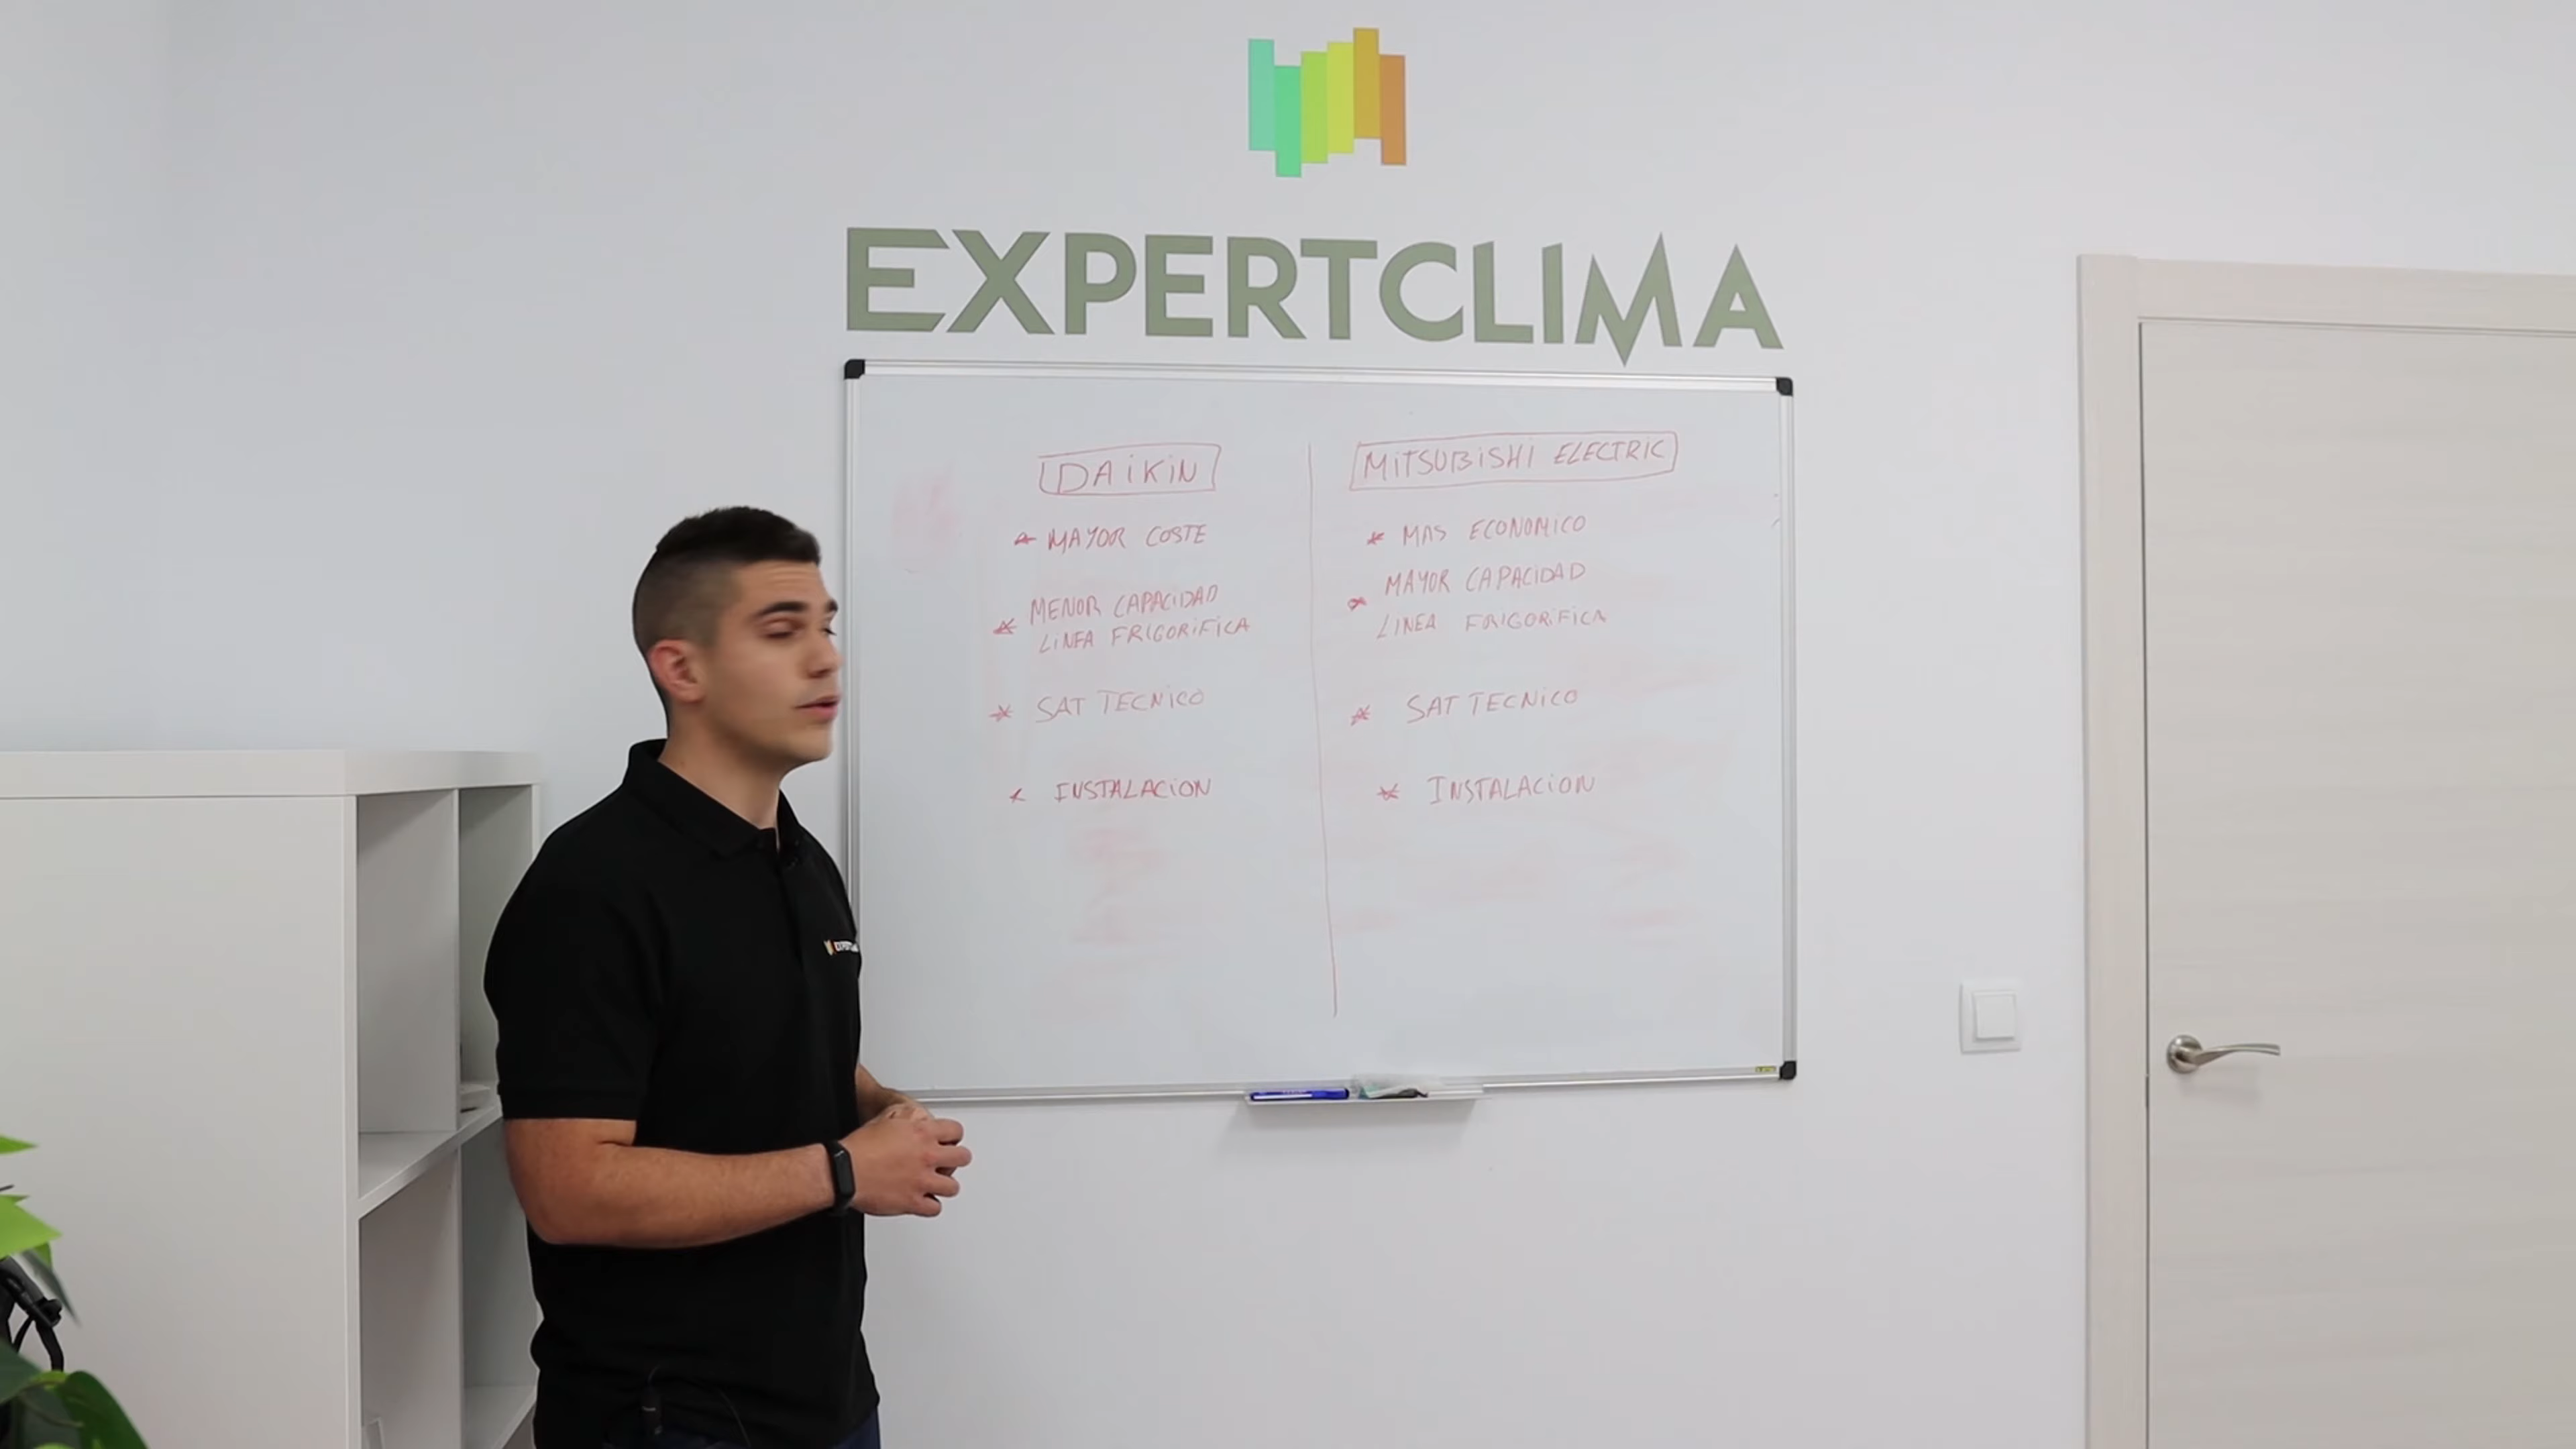 EXPERTCLIMA
DAIKIN
* MAYOR COSTE
* MENOR CAPACIDAD
LINEA FRIGORIFICA
* SAT TECNICO
* INSTALACION
MITSUBISHI ELECTRIC
* MAS ECONOMICO
* MAYOR CAPACIDAD
LINEA FRIGORIFICA
* SAT TECNICO
* INSTALACION